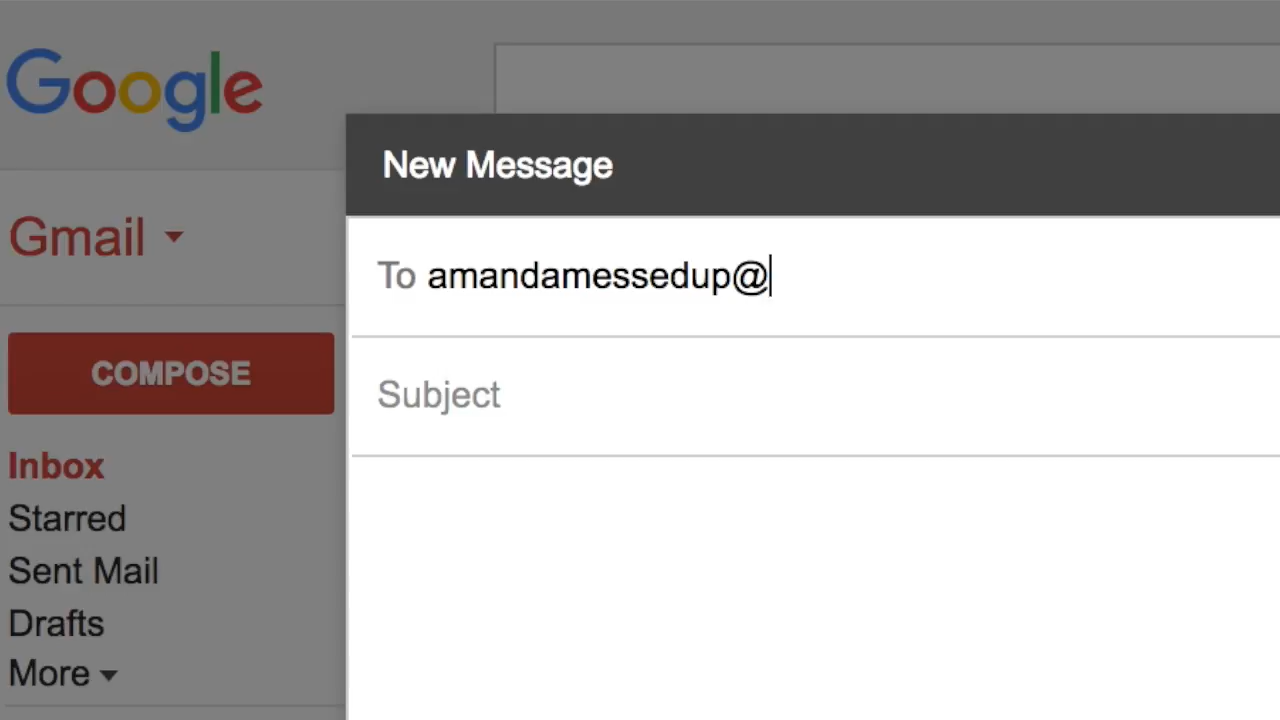 Google
New Message
Gmail
To amandamessedup@
COMPOSE
Subject
Inbox
Starred
Sent Mail
Drafts
More